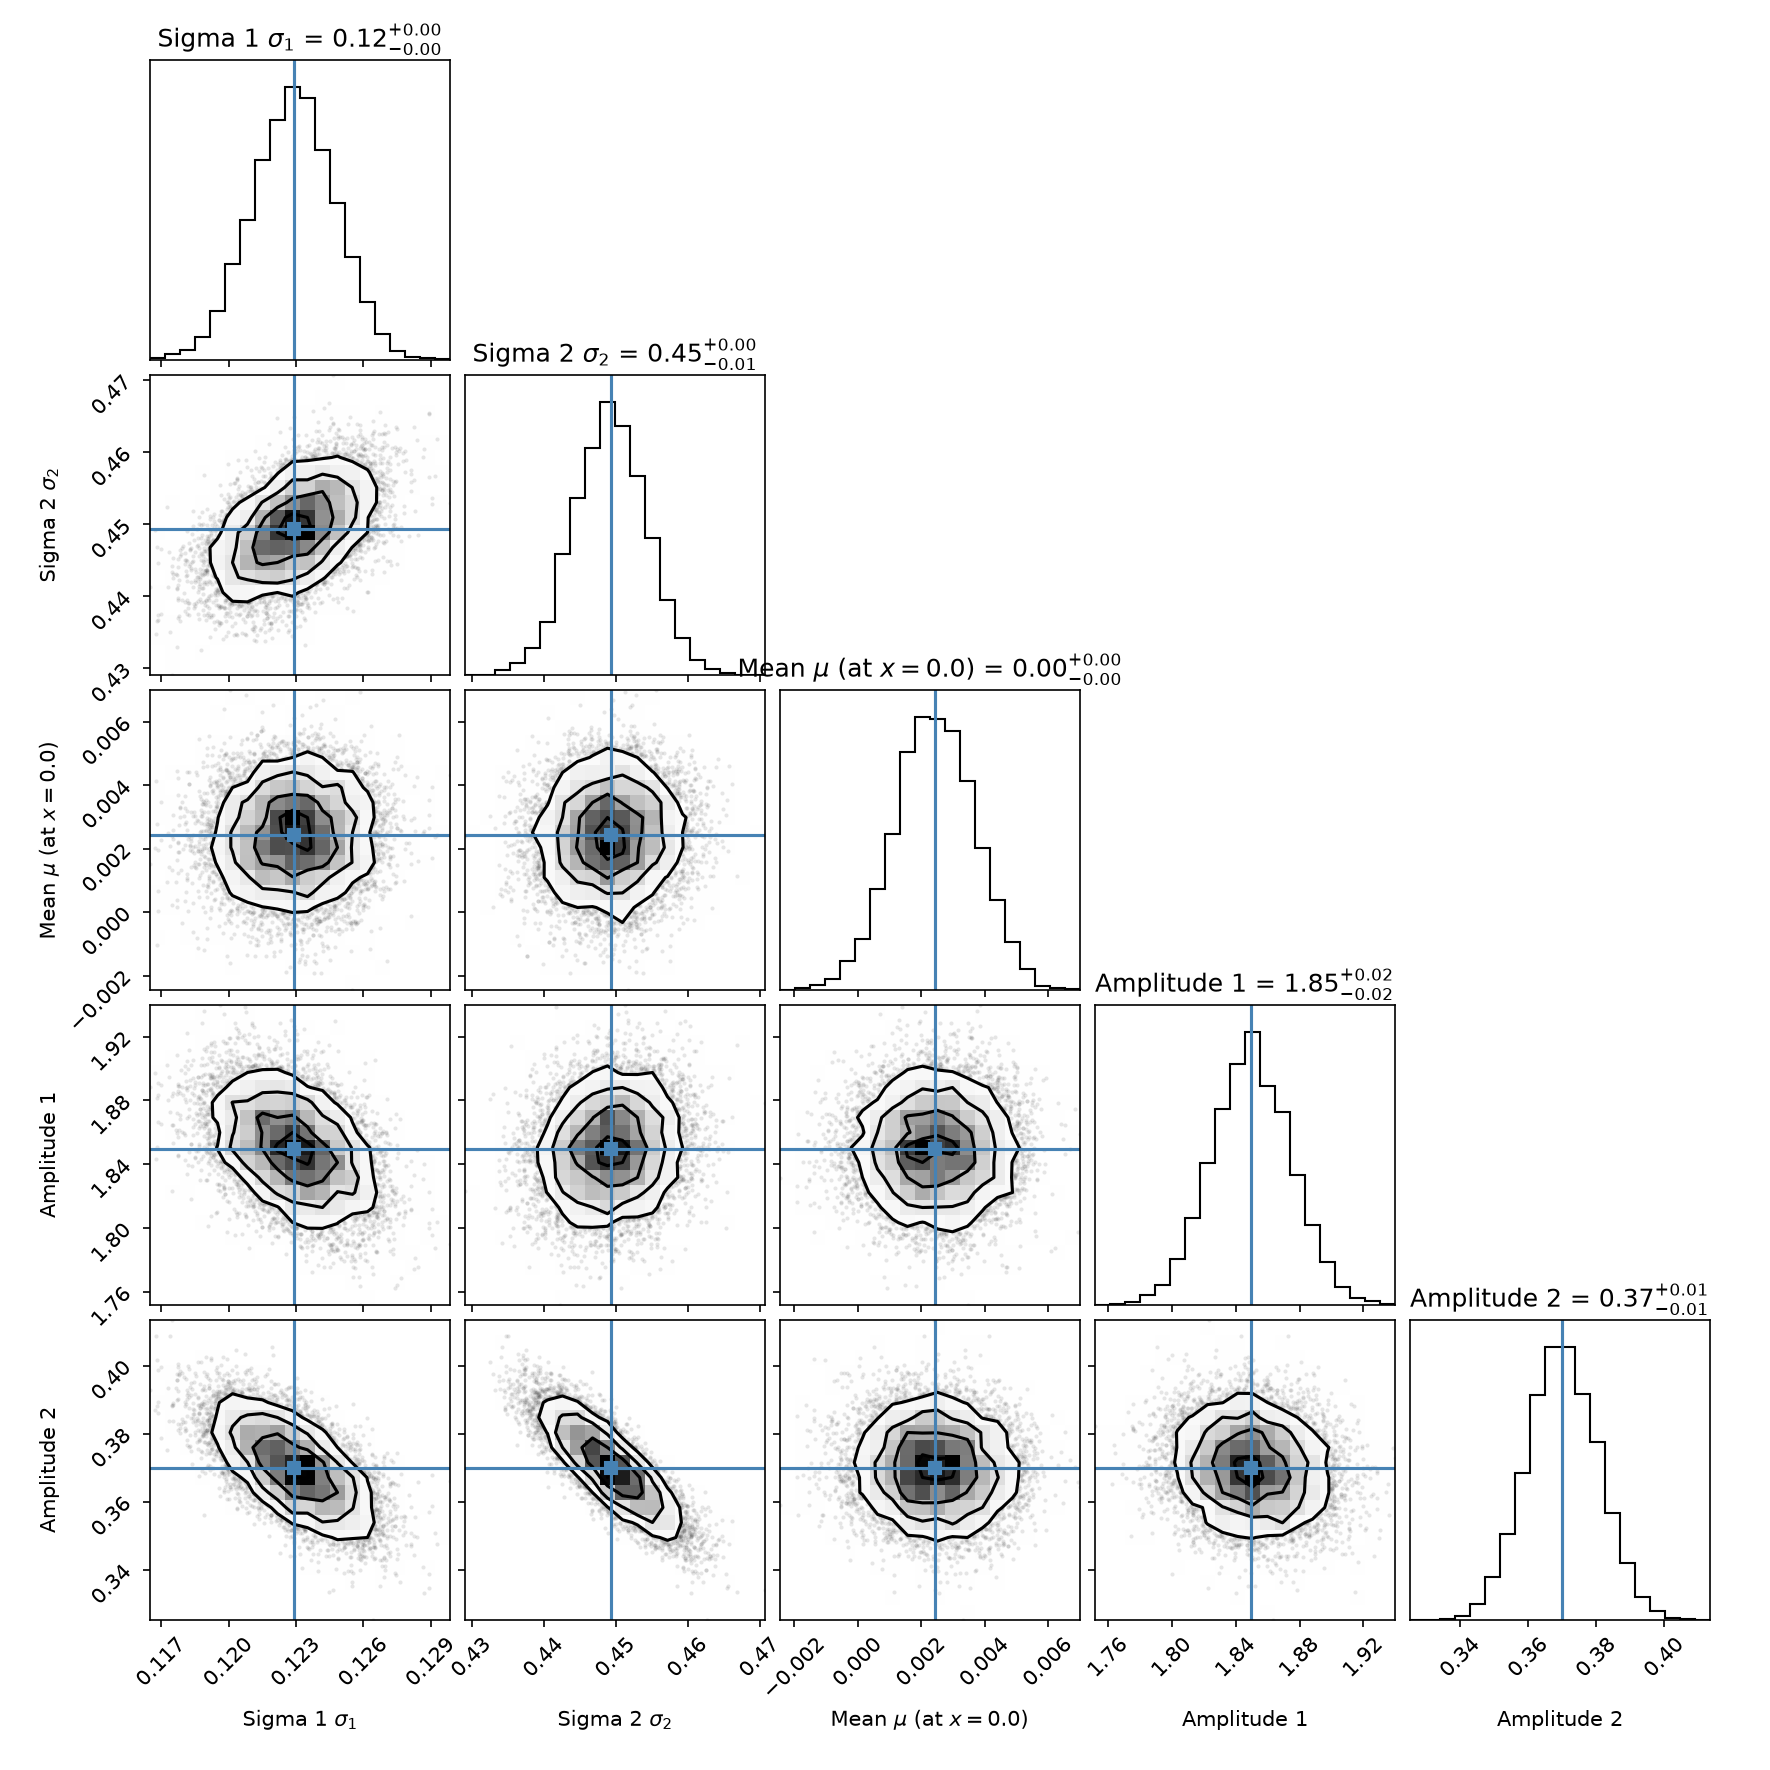 Sigma 1 σ₁ = 0.12+0.00 −0.00
Sigma 2 σ₂ = 0.45+0.00 −0.01
Mean μ (at x = 0.0) = 0.00+0.00 −0.00
Amplitude 1 = 1.85+0.02 −0.02
Amplitude 2 = 0.37+0.01 −0.01
Sigma 2 σ₂
0.47
0.46
0.45
0.44
0.43
Mean μ (at x = 0.0)
0.006
0.004
0.002
0.000
−0.002
Amplitude 1
1.92
1.88
1.84
1.80
1.76
Amplitude 2
0.40
0.38
0.36
0.34
0.117 0.120 0.123 0.126 0.129
0.43 0.44 0.45 0.46 0.47
−0.002 0.000 0.002 0.004 0.006
1.76 1.80 1.84 1.88 1.92
0.34 0.36 0.38 0.40
Sigma 1 σ₁
Sigma 2 σ₂
Mean μ (at x = 0.0)
Amplitude 1
Amplitude 2